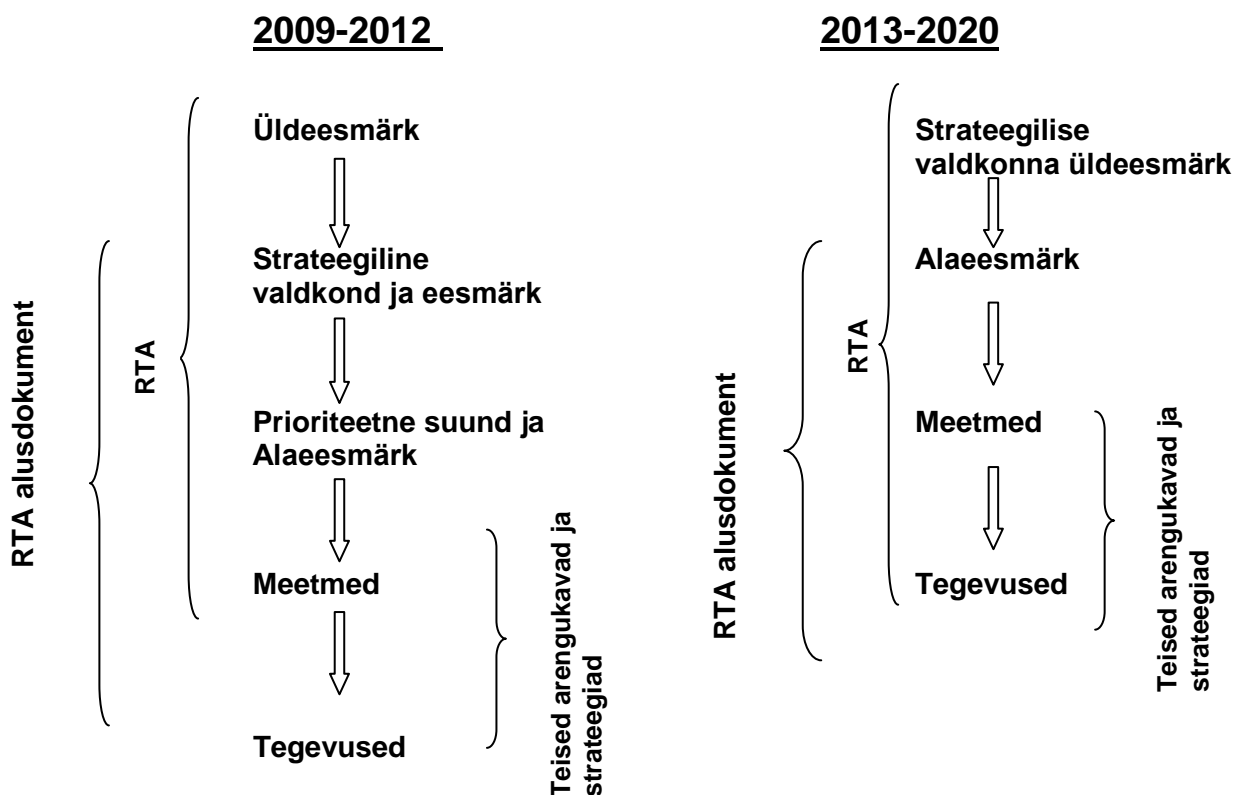 2009-2012
RTA alusdokument
RTA
Üldeesmärk
Strateegiline
valdkond ja eesmärk
Prioriteetne suund ja
Alaeesmärk
Meetmed
Tegevused
Teised arengukavad ja
strateegiad
2013-2020
RTA alusdokument
RTA
Strateegilise
valdkonna üldeesmärk
Alaeesmärk
Meetmed
Tegevused
Teised arengukavad ja
strateegiad